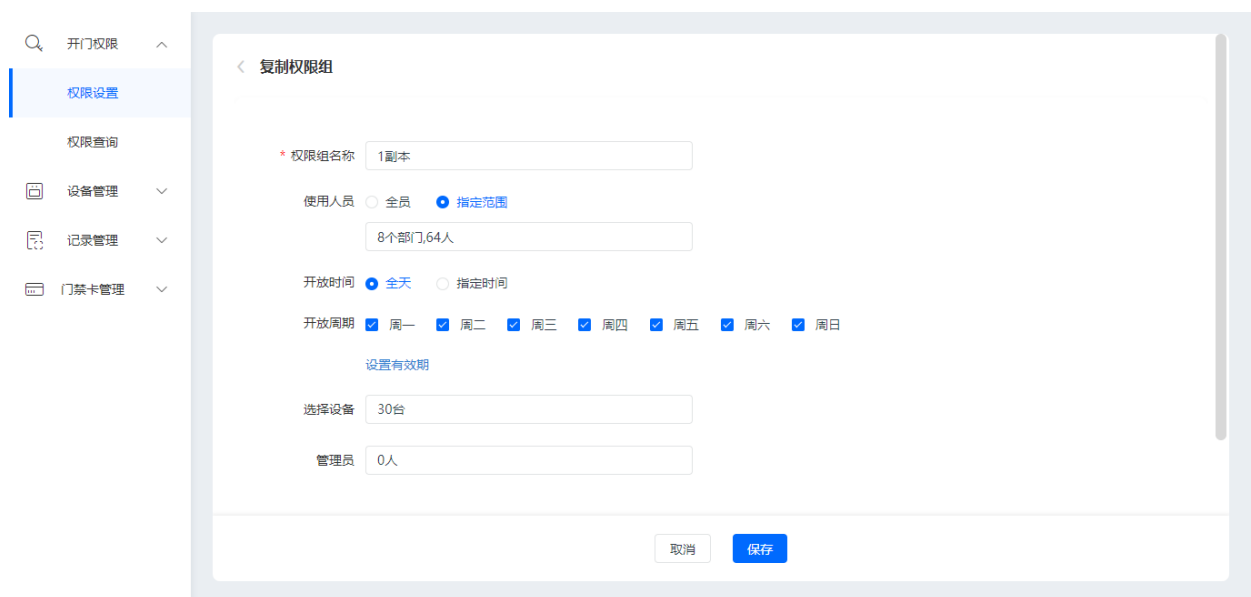 开门权限
权限设置
权限查询
设备管理
记录管理
门禁卡管理
复制权限组
* 权限组名称 1副本
使用人员 全员 指定范围
8个部门,64人
开放时间 全天 指定时间
开放周期 周一 周二 周三 周四 周五 周六 周日
设置有效期
选择设备 30台
管理员 0人
取消 保存